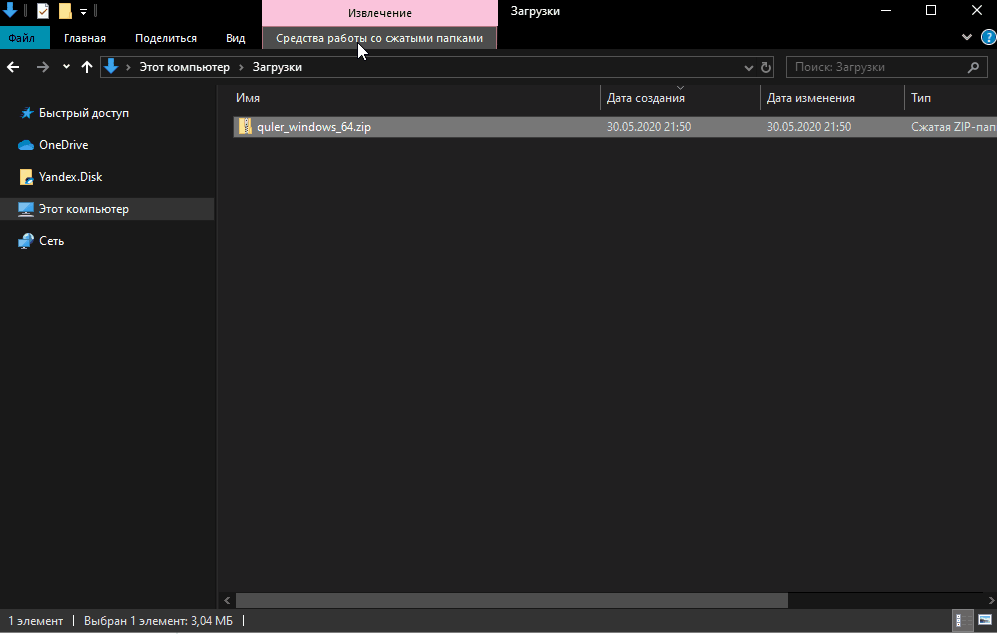 Извлечение
Загрузки
Файл
Главная
Поделиться
Вид
Средства работы со сжатыми папками
?
Этот компьютер › Загрузки
Поиск: Загрузки
Имя
Дата создания
Дата изменения
Тип
Быстрый доступ
quler_windows_64.zip
30.05.2020 21:50
30.05.2020 21:50
Сжатая ZIP-пап
OneDrive
Yandex.Disk
Этот компьютер
Сеть
1 элемент
Выбран 1 элемент: 3,04 МБ